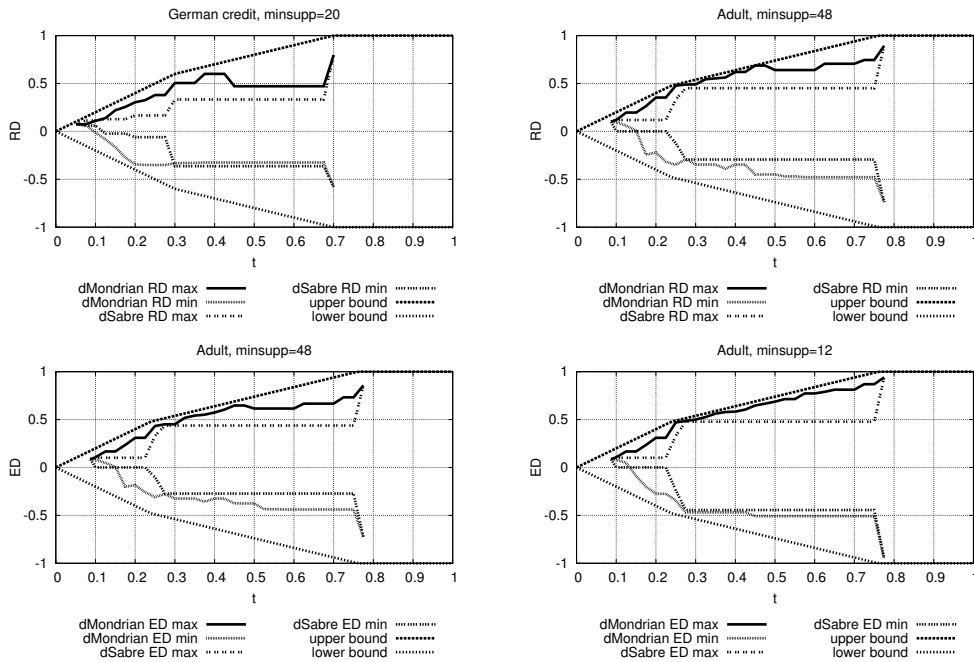 German credit, minsupp=20
RD
1
0.5
0
-0.5
-1
0 0.1 0.2 0.3 0.4 0.5 0.6 0.7 0.8 0.9 1
t
dMondrian RD max
dMondrian RD min
dSabre RD max
dSabre RD min
upper bound
lower bound
Adult, minsupp=48
RD
1
0.5
0
-0.5
-1
0 0.1 0.2 0.3 0.4 0.5 0.6 0.7 0.8 0.9 1
t
dMondrian RD max
dMondrian RD min
dSabre RD max
dSabre RD min
upper bound
lower bound
Adult, minsupp=48
ED
1
0.5
0
-0.5
-1
0 0.1 0.2 0.3 0.4 0.5 0.6 0.7 0.8 0.9 1
t
dMondrian ED max
dMondrian ED min
dSabre ED max
dSabre ED min
upper bound
lower bound
Adult, minsupp=12
ED
1
0.5
0
-0.5
-1
0 0.1 0.2 0.3 0.4 0.5 0.6 0.7 0.8 0.9 1
t
dMondrian ED max
dMondrian ED min
dSabre ED max
dSabre ED min
upper bound
lower bound